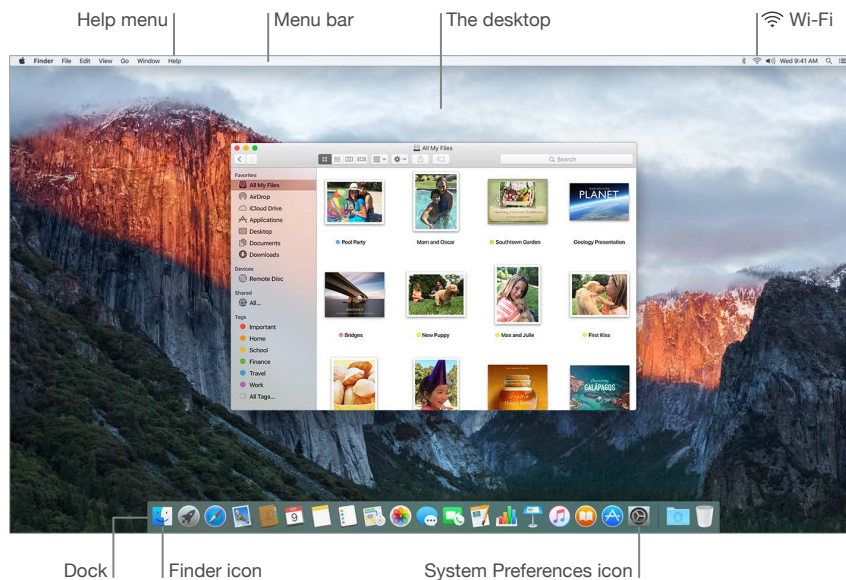 Help menu
Menu bar
The desktop
Wi-Fi
Finder File Edit View Go Window Help
Wed 9:41 AM
All My Files
Search
Favorites
All My Files
AirDrop
iCloud Drive
Applications
Desktop
Documents
Downloads
Devices
Remote Disc
Shared
All...
Tags
Important
Home
School
Finance
Travel
Work
All Tags...
PLANET
Pool Party
Mom and Oscar
Southtown Garden
Geology Presentation
BRIDGES
Bridges
New Puppy
Max and Julie
First Kiss
GALÁPAGOS
9
Dock
Finder icon
System Preferences icon